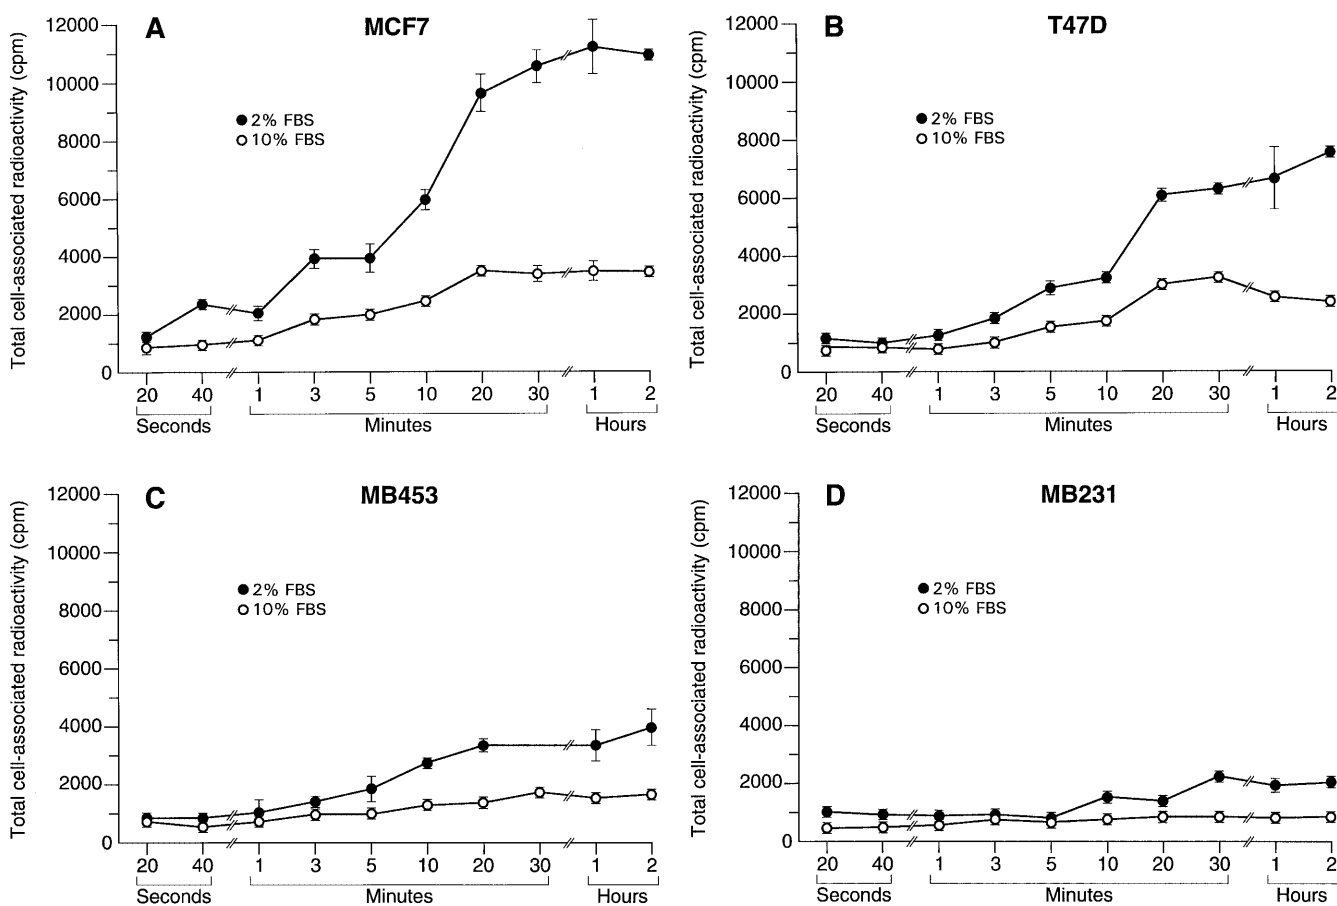 A MCF7
Total cell-associated radioactivity (cpm)
12000
10000
8000
6000
4000
2000
0
2% FBS
10% FBS
20 40 1 3 5 10 20 30 1 2
Seconds Minutes Hours
B T47D
Total cell-associated radioactivity (cpm)
12000
10000
8000
6000
4000
2000
0
2% FBS
10% FBS
20 40 1 3 5 10 20 30 1 2
Seconds Minutes Hours
C MB453
Total cell-associated radioactivity (cpm)
12000
10000
8000
6000
4000
2000
0
2% FBS
10% FBS
20 40 1 3 5 10 20 30 1 2
Seconds Minutes Hours
D MB231
Total cell-associated radioactivity (cpm)
12000
10000
8000
6000
4000
2000
0
2% FBS
10% FBS
20 40 1 3 5 10 20 30 1 2
Seconds Minutes Hours